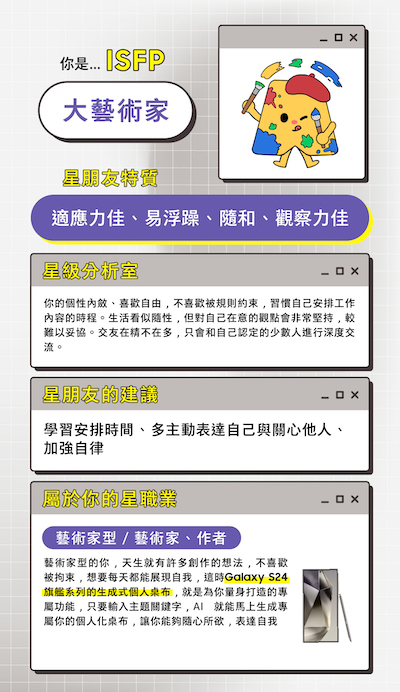 你是... ISFP
大藝術家
星朋友特質
適應力佳、易浮躁、隨和、觀察力佳
星級分析室
你的個性內斂、喜歡自由，不喜歡被規則約束，習慣自己安排工作
內容的時程。生活看似隨性，但對自己在意的觀點會非常堅持，較
難以妥協。交友在精不在多，只會和自己認定的少數人進行深度交
流。
星朋友的建議
學習安排時間、多主動表達自己與關心他人、
加強自律
屬於你的星職業
藝術家型 / 藝術家、作者
藝術家型的你，天生就有許多創作的想法，不喜歡
被拘束，想要每天都能展現自我，這時Galaxy S24
旗艦系列的生成式個人桌布，就是為你量身打造的專
屬功能，只要輸入主題關鍵字，AI 就能馬上生成專
屬你的個人化桌布，讓你能夠隨心所欲，表達自我